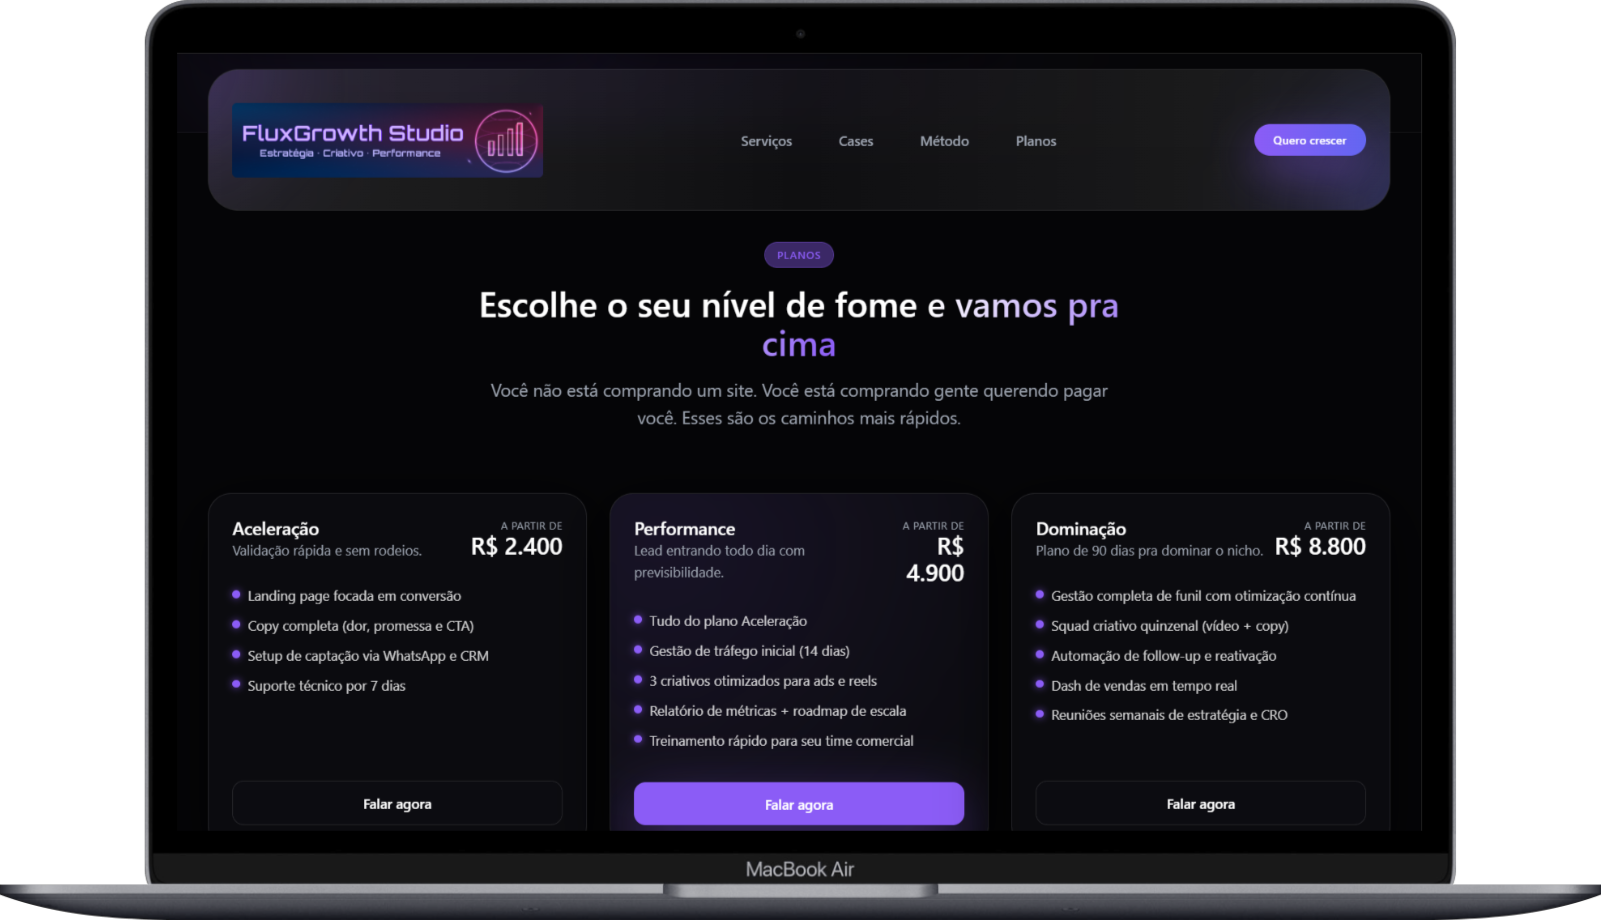 FluxGrowth Studio
Estratégia · Criativo · Performance
Serviços
Cases
Método
Planos
Quero crescer
PLANOS
Escolhe o seu nível de fome e vamos pra
cima
Você não está comprando um site. Você está comprando gente querendo pagar
você. Esses são os caminhos mais rápidos.
Aceleração
Validação rápida e sem rodeios.
A PARTIR DE
R$ 2.400
Landing page focada em conversão
Copy completa (dor, promessa e CTA)
Setup de captação via WhatsApp e CRM
Suporte técnico por 7 dias
Falar agora
Performance
Lead entrando todo dia com
previsibilidade.
A PARTIR DE
R$
4.900
Tudo do plano Aceleração
Gestão de tráfego inicial (14 dias)
3 criativos otimizados para ads e reels
Relatório de métricas + roadmap de escala
Treinamento rápido para seu time comercial
Falar agora
Dominação
Plano de 90 dias pra dominar o nicho.
A PARTIR DE
R$ 8.800
Gestão completa de funil com otimização contínua
Squad criativo quinzenal (vídeo + copy)
Automação de follow-up e reativação
Dash de vendas em tempo real
Reuniões semanais de estratégia e CRO
Falar agora
MacBook Air